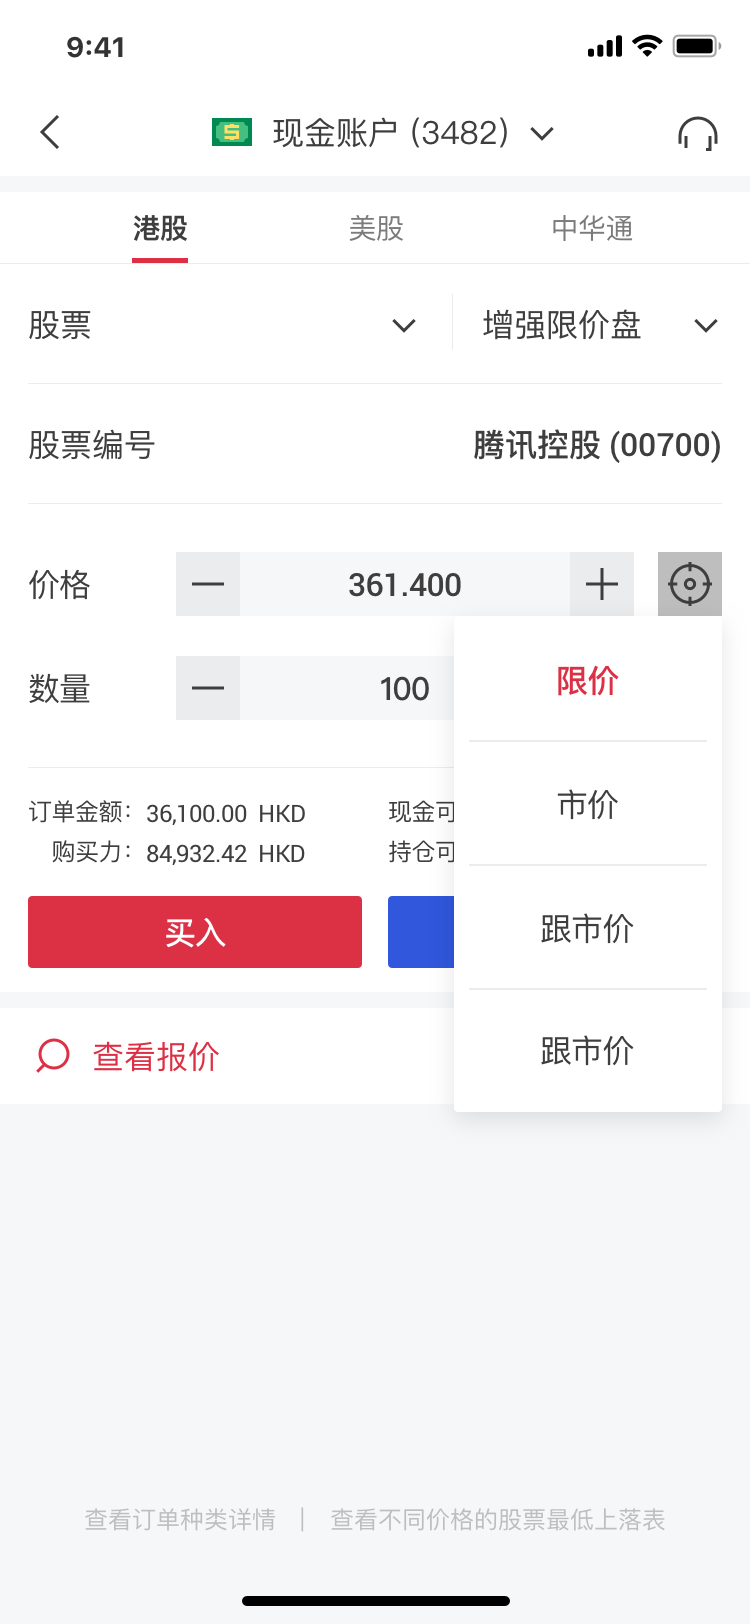 9:41
现金账户 (3482)
港股 美股 中华通
股票 增强限价盘
股票编号 腾讯控股 (00700)
价格 361.400
数量 100
限价
市价
跟市价
跟市价
订单金额: 36,100.00 HKD 现金可
购买力: 84,932.42 HKD 持仓可
买入
查看报价
查看订单种类详情 | 查看不同价格的股票最低上落表